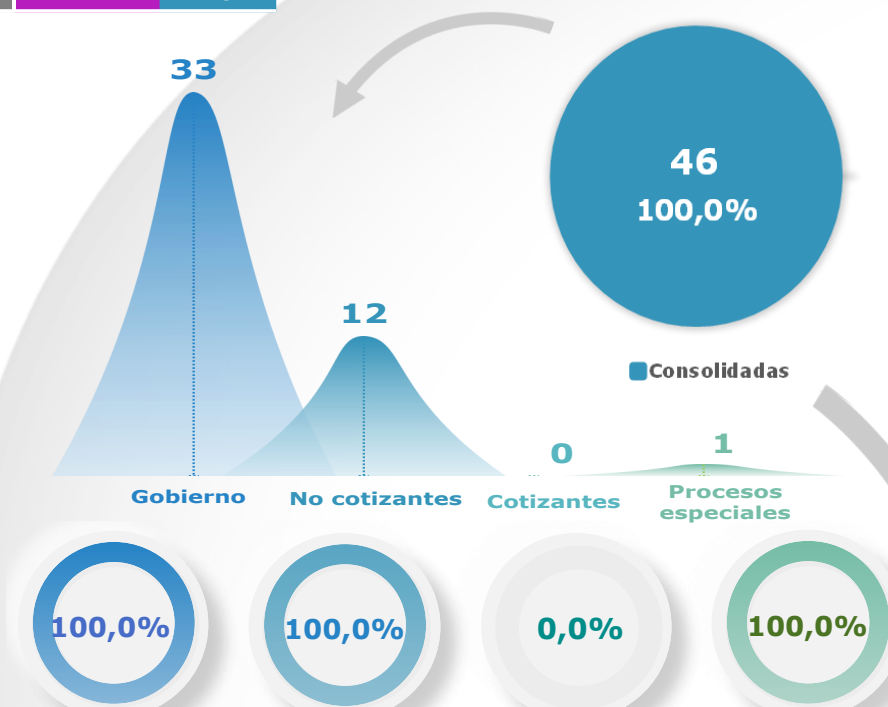 33
46
100,0%
12
Consolidadas
0
1
Gobierno
No cotizantes
Cotizantes
Procesos
especiales
100,0%
100,0%
0,0%
100,0%